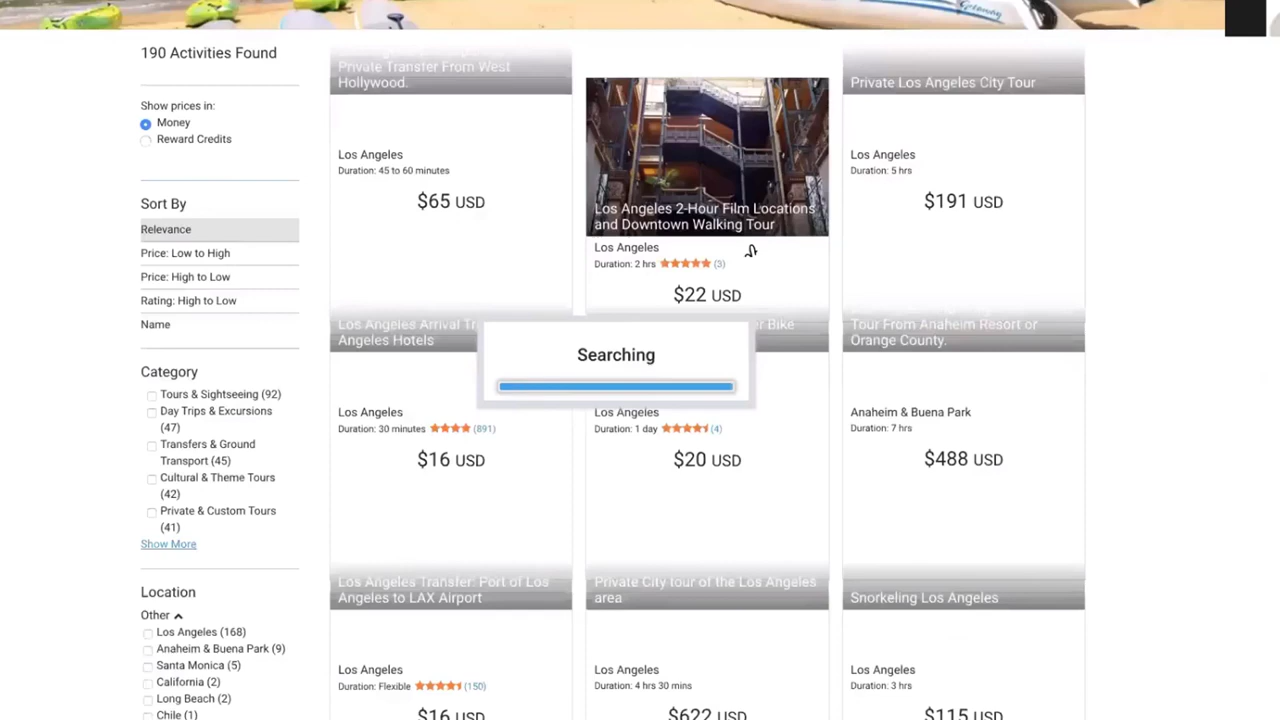 Getaway
190 Activities Found
Show prices in:
Money
Reward Credits
Sort By
Relevance
Price: Low to High
Price: High to Low
Rating: High to Low
Name
Category
Tours & Sightseeing (92)
Day Trips & Excursions
(47)
Transfers & Ground
Transport (45)
Cultural & Theme Tours
(42)
Private & Custom Tours
(41)
Show More
Location
Other
Los Angeles (168)
Anaheim & Buena Park (9)
Santa Monica (5)
California (2)
Long Beach (2)
Chile (1)
Private Transfer From West
Hollywood.
Los Angeles
Duration: 45 to 60 minutes
$65 USD
Los Angeles 2-Hour Film Locations
and Downtown Walking Tour
Los Angeles
Duration: 2 hrs (3)
$22 USD
Private Los Angeles City Tour
Los Angeles
Duration: 5 hrs
$191 USD
Searching
Los Angeles Arrival
Angeles Hotels
Los Angeles
Duration: 30 minutes (891)
$16 USD
Bike
Los Angeles
Duration: 1 day (4)
$20 USD
Tour From Anaheim Resort or
Orange County.
Anaheim & Buena Park
Duration: 7 hrs
$488 USD
Los Angeles Transfer: Port of Los
Angeles to LAX Airport
Los Angeles
Duration: Flexible (150)
$16 USD
Private City tour of the Los Angeles
area
Los Angeles
Duration: 4 hrs 30 mins
$622 USD
Snorkeling Los Angeles
Los Angeles
Duration: 3 hrs
$115 USD